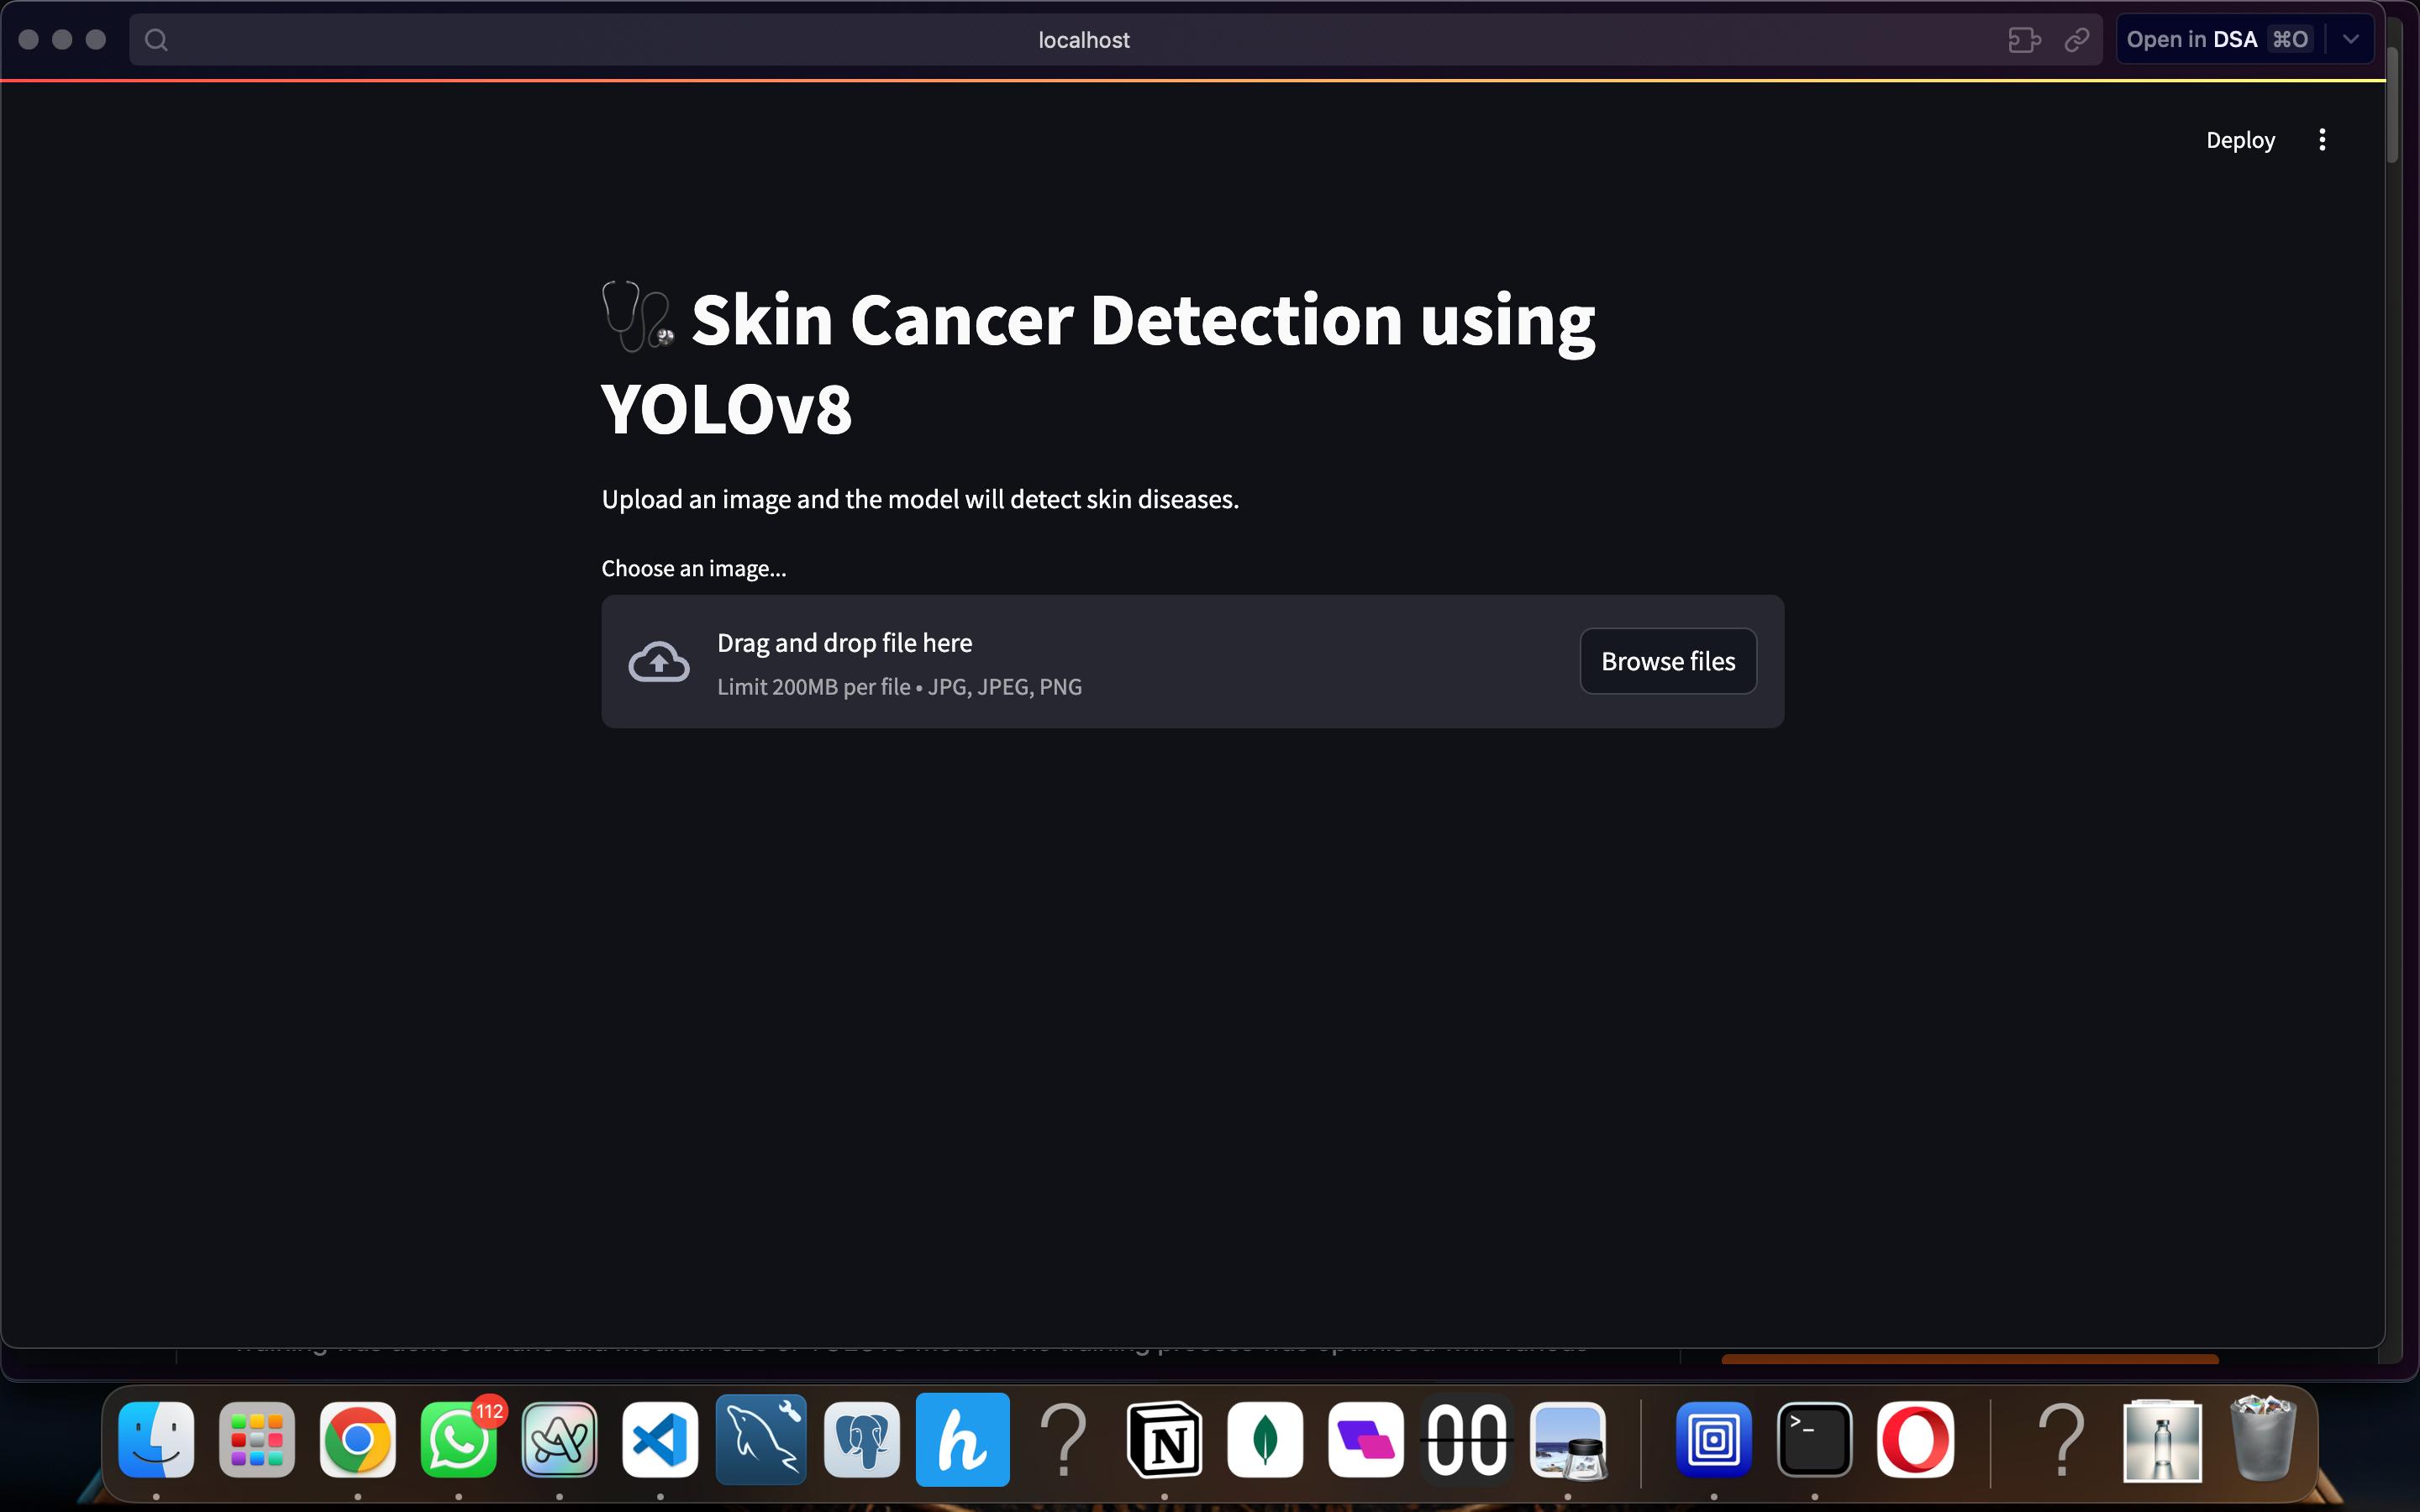 localhost
Open in DSA ⌘O
Deploy
Skin Cancer Detection using
YOLOv8
Upload an image and the model will detect skin diseases.
Choose an image...
Drag and drop file here
Limit 200MB per file • JPG, JPEG, PNG
Browse files
112
h
N
>_